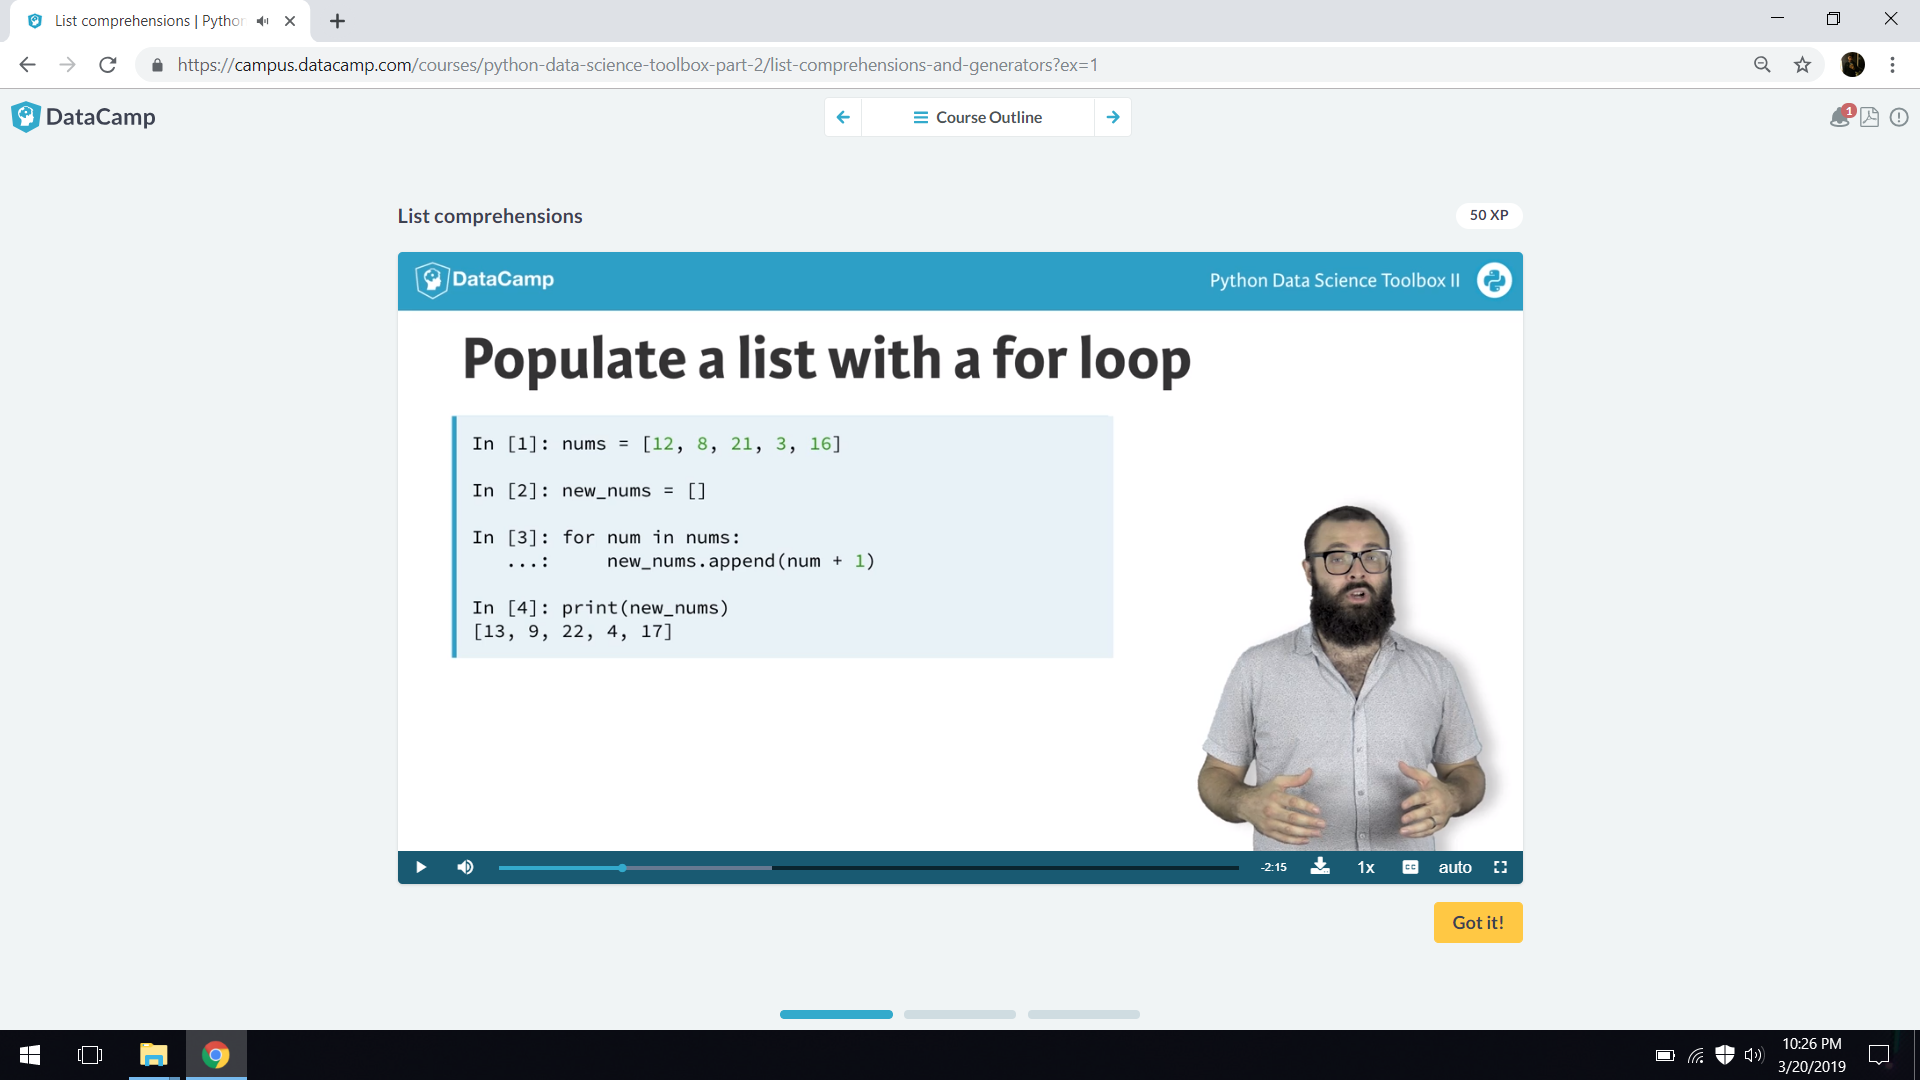 List comprehensions | Pytho
https://campus.datacamp.com/courses/python-data-science-toolbox-part-2/list-comprehensions-and-generators?ex=1
DataCamp
Course Outline
1
List comprehensions
50 XP
DataCamp
Python Data Science Toolbox II
Populate a list with a for loop
In [1]: nums = [12, 8, 21, 3, 16]
In [2]: new_nums = []
In [3]: for num in nums:
...: new_nums.append(num + 1)
In [4]: print(new_nums)
[13, 9, 22, 4, 17]
-2:15
1x
CC
auto
Got it!
10:26 PM
3/20/2019